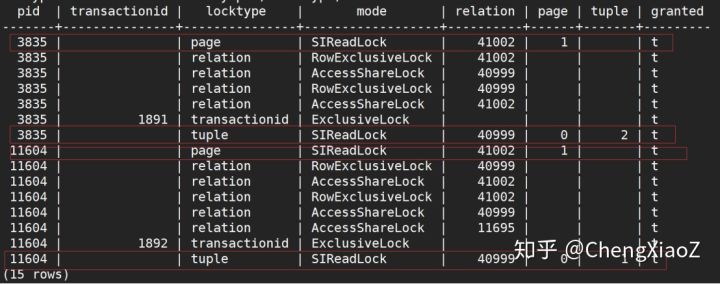 pid | transactionid | locktype | mode | relation | page | tuple | granted
3835 | | page | SIReadLock | 41002 | 1 | | t
3835 | | relation | RowExclusiveLock | 41002 | | | t
3835 | | relation | AccessShareLock | 40999 | | | t
3835 | | relation | RowExclusiveLock | 40999 | | | t
3835 | | relation | AccessShareLock | 41002 | | | t
3835 | 1891 | transactionid | ExclusiveLock | | | | t
3835 | | tuple | SIReadLock | 40999 | 0 | 2 | t
11604 | | page | SIReadLock | 41002 | 1 | | t
11604 | | relation | RowExclusiveLock | 40999 | | | t
11604 | | relation | AccessShareLock | 41002 | | | t
11604 | | relation | RowExclusiveLock | 41002 | | | t
11604 | | relation | AccessShareLock | 40999 | | | t
11604 | | relation | AccessShareLock | 11695 | | | t
11604 | 1892 | transactionid | ExclusiveLock | | | | t
11604 | | tuple | SIReadLock | 40999 | 0 | 1 | t
(15 rows)
知乎 @ChengXiaoZ